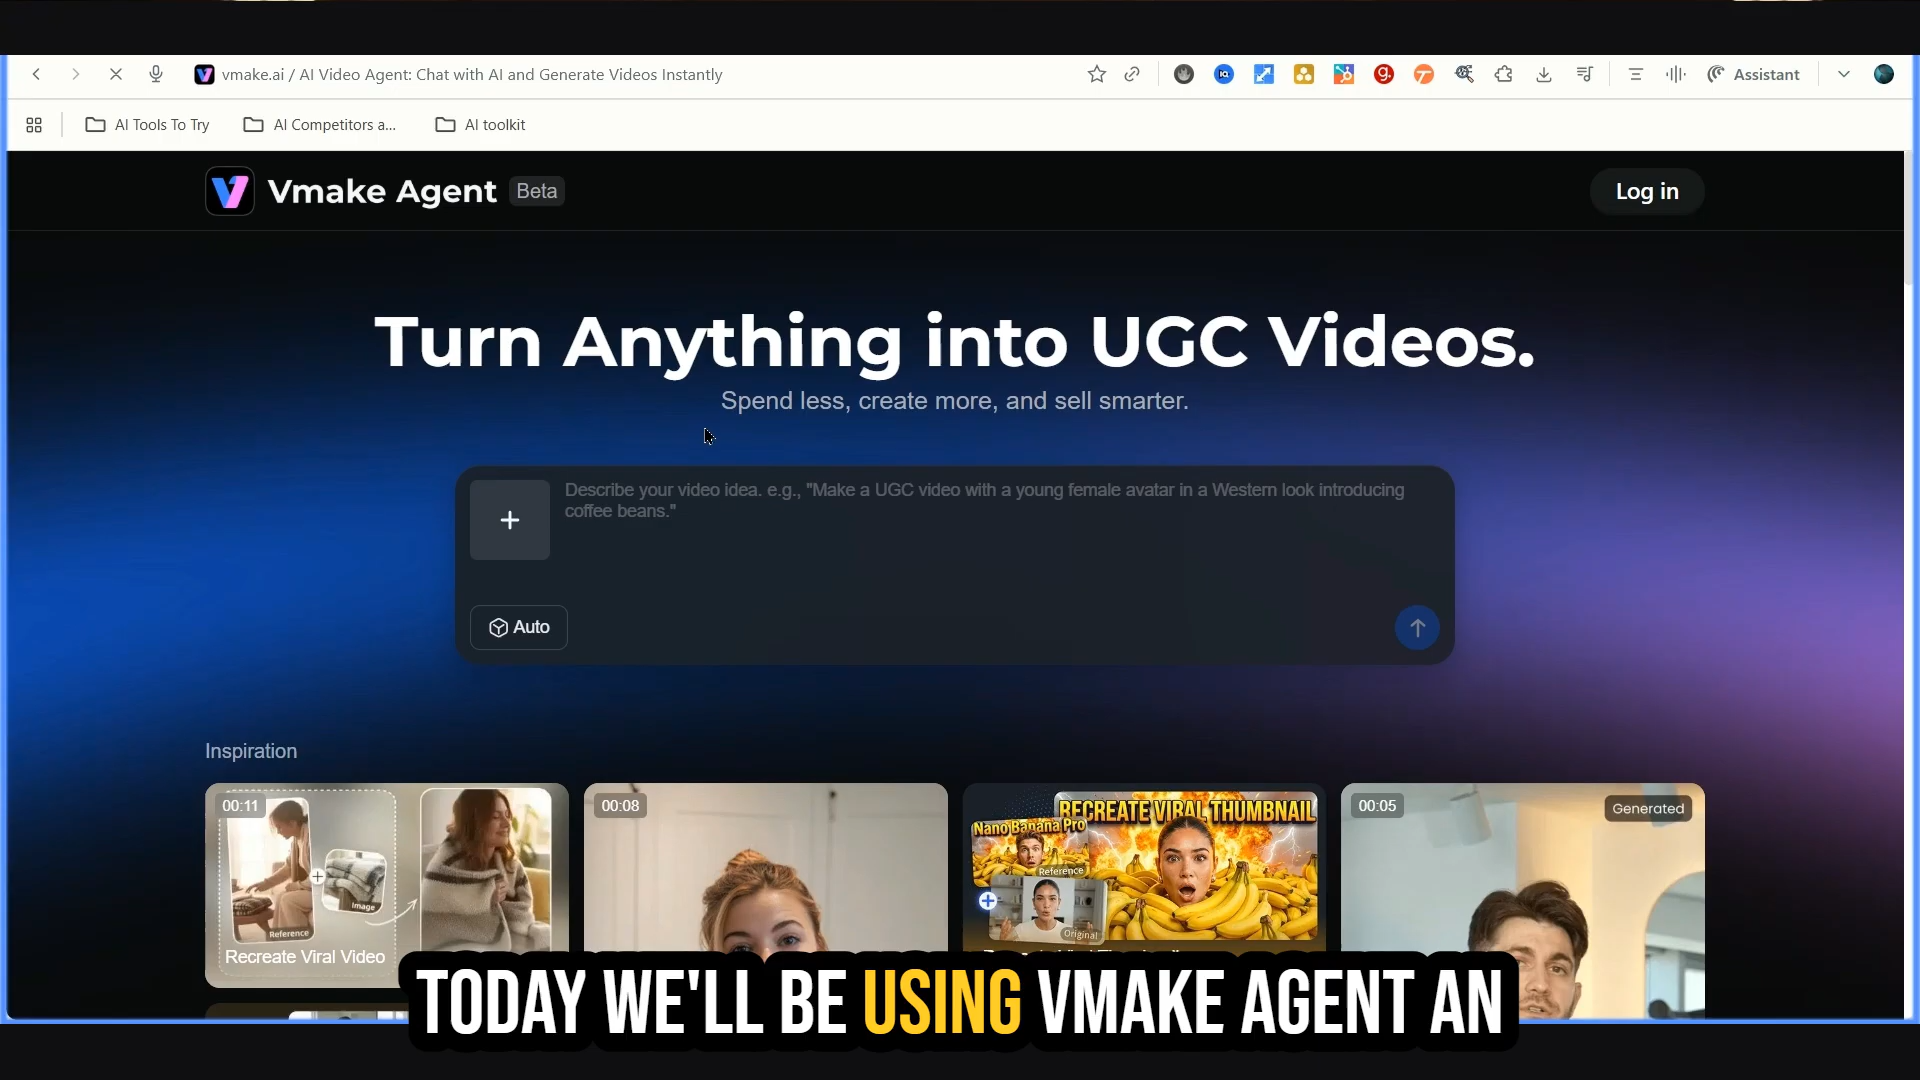 vmake.ai / AI Video Agent: Chat with AI and Generate Videos Instantly
Assistant
AI Tools To Try
AI Competitors a...
AI toolkit
Vmake Agent
Beta
Log in
Turn Anything into UGC Videos.
Spend less, create more, and sell smarter.
Describe your video idea. e.g., "Make a UGC video with a young female avatar in a Western look introducing
coffee beans."
Auto
Inspiration
00:11
Image
Reference
Recreate Viral Video
00:08
RECREATE VIRAL THUMBNAIL
Nano Banana Pro
Reference
Original
00:05
Generated
TODAY WE'LL BE USING VMAKE AGENT AN